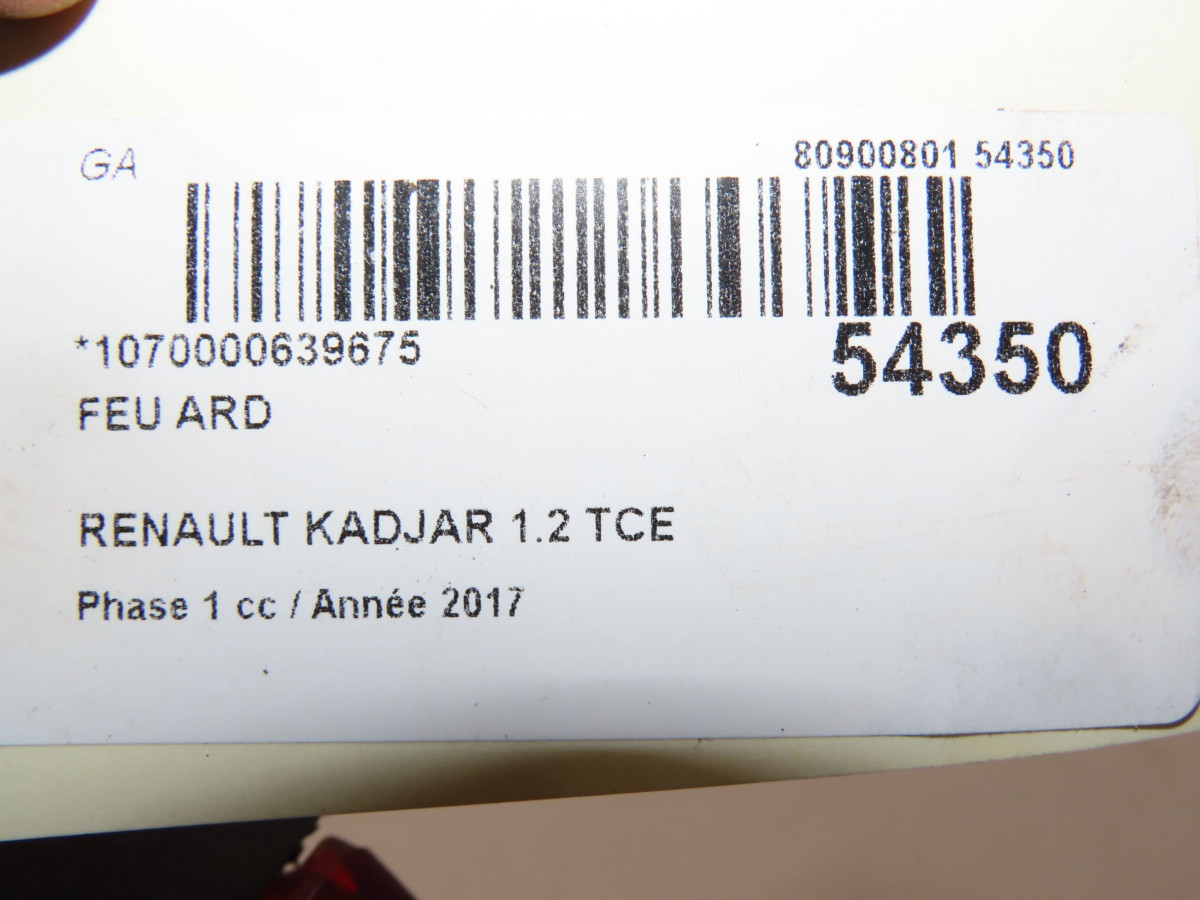 GA
80900801 54350
*1070000639675
54350
FEU ARD
RENAULT KADJAR 1.2 TCE
Phase 1 cc / Année 2017